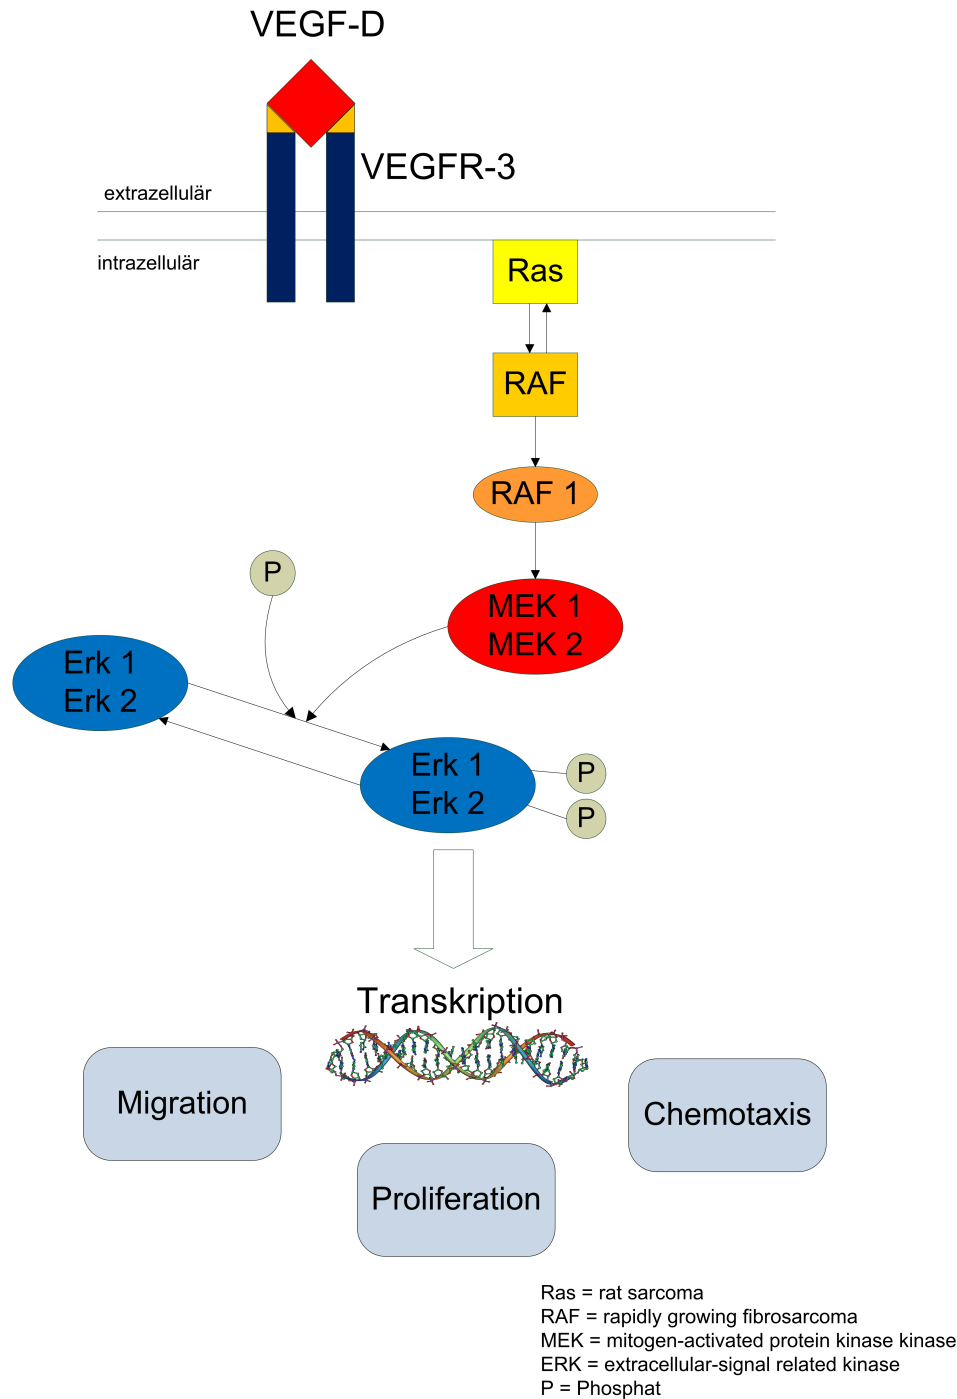 VEGF-D
VEGFR-3
extrazellulär
intrazellulär
Ras
RAF
RAF 1
P
MEK 1
MEK 2
Erk 1
Erk 2
Erk 1
Erk 2
P
P
Transkription
Migration
Chemotaxis
Proliferation
Ras = rat sarcoma
RAF = rapidly growing fibrosarcoma
MEK = mitogen-activated protein kinase kinase
ERK = extracellular-signal related kinase
P = Phosphat